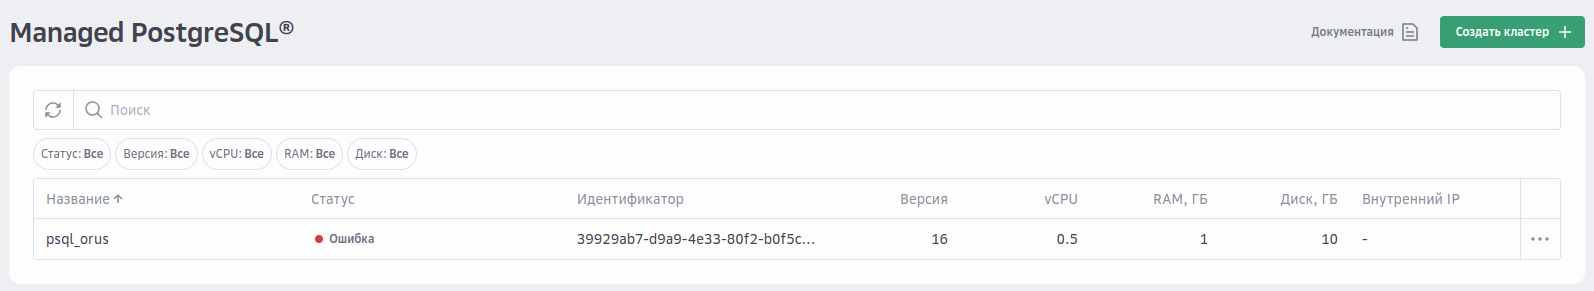 Managed PostgreSQL®
Документация
Создать кластер
Поиск
Статус: Все Версия: Все vCPU: Все RAM: Все Диск: Все
Название Статус Идентификатор Версия vCPU RAM, ГБ Диск, ГБ Внутренний IP
psql_orus Ошибка 39929ab7-d9a9-4e33-80f2-b0f5c... 16 0.5 1 10 -